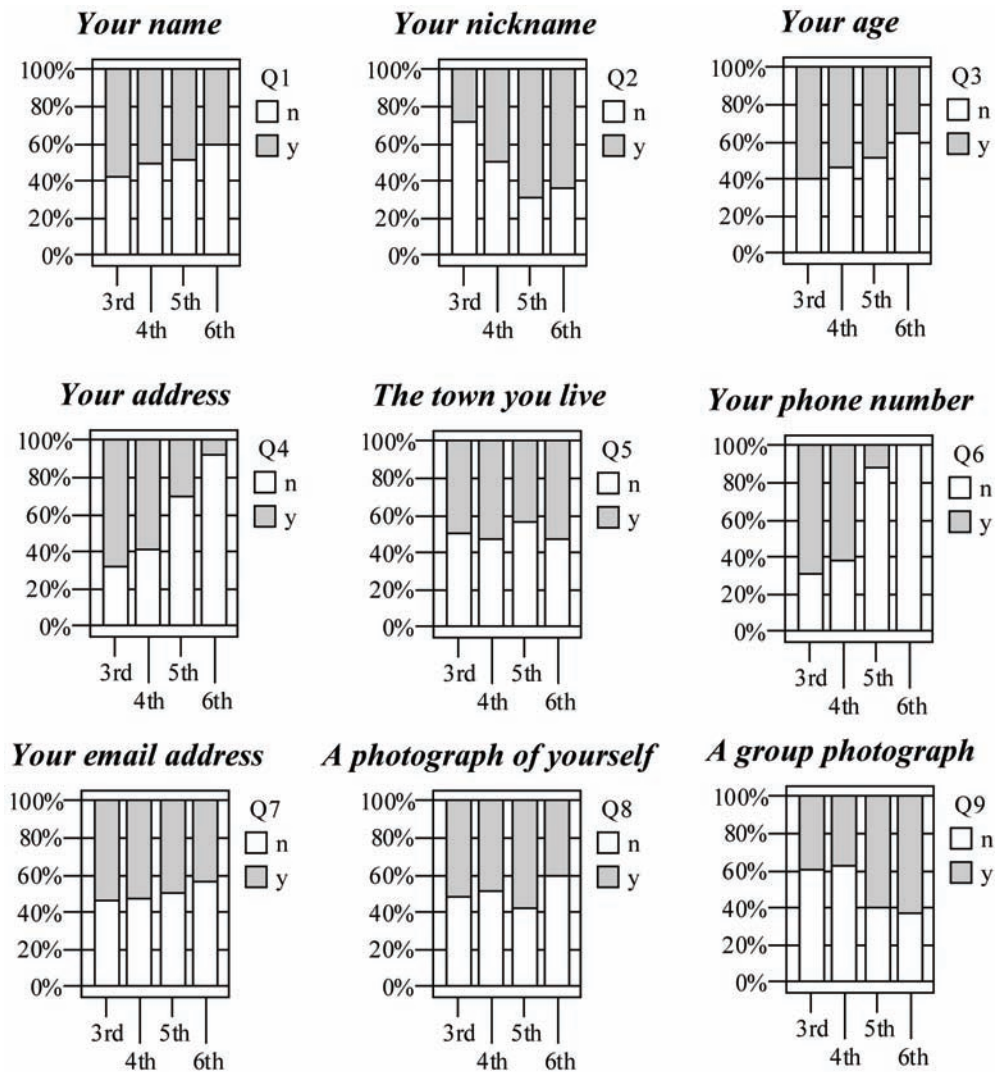 Your name
100%
80%
60%
40%
20%
0%
Q1
n
y
3rd
4th
5th
6th
Your nickname
100%
80%
60%
40%
20%
0%
Q2
n
y
3rd
4th
5th
6th
Your age
100%
80%
60%
40%
20%
0%
Q3
n
y
3rd
4th
5th
6th
Your address
100%
80%
60%
40%
20%
0%
Q4
n
y
3rd
4th
5th
6th
The town you live
100%
80%
60%
40%
20%
0%
Q5
n
y
3rd
4th
5th
6th
Your phone number
100%
80%
60%
40%
20%
0%
Q6
n
y
3rd
4th
5th
6th
Your email address
100%
80%
60%
40%
20%
0%
Q7
n
y
3rd
4th
5th
6th
A photograph of yourself
100%
80%
60%
40%
20%
0%
Q8
n
y
3rd
4th
5th
6th
A group photograph
100%
80%
60%
40%
20%
0%
Q9
n
y
3rd
4th
5th
6th